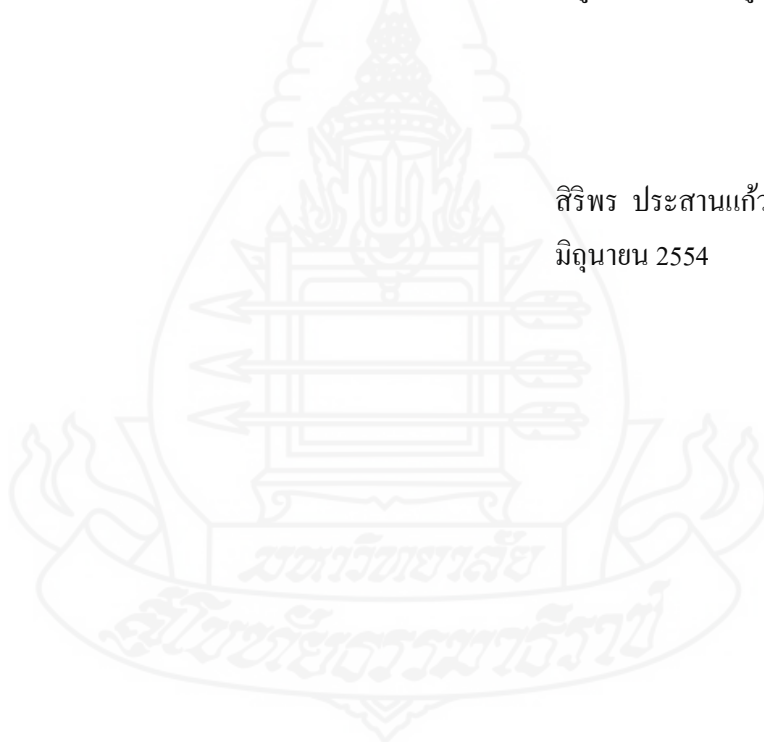 สิริพร ประสานแก้ว
มิถุนายน 2554
มหาวิทยาลัย
สุโขทัยธรรมาธิราช